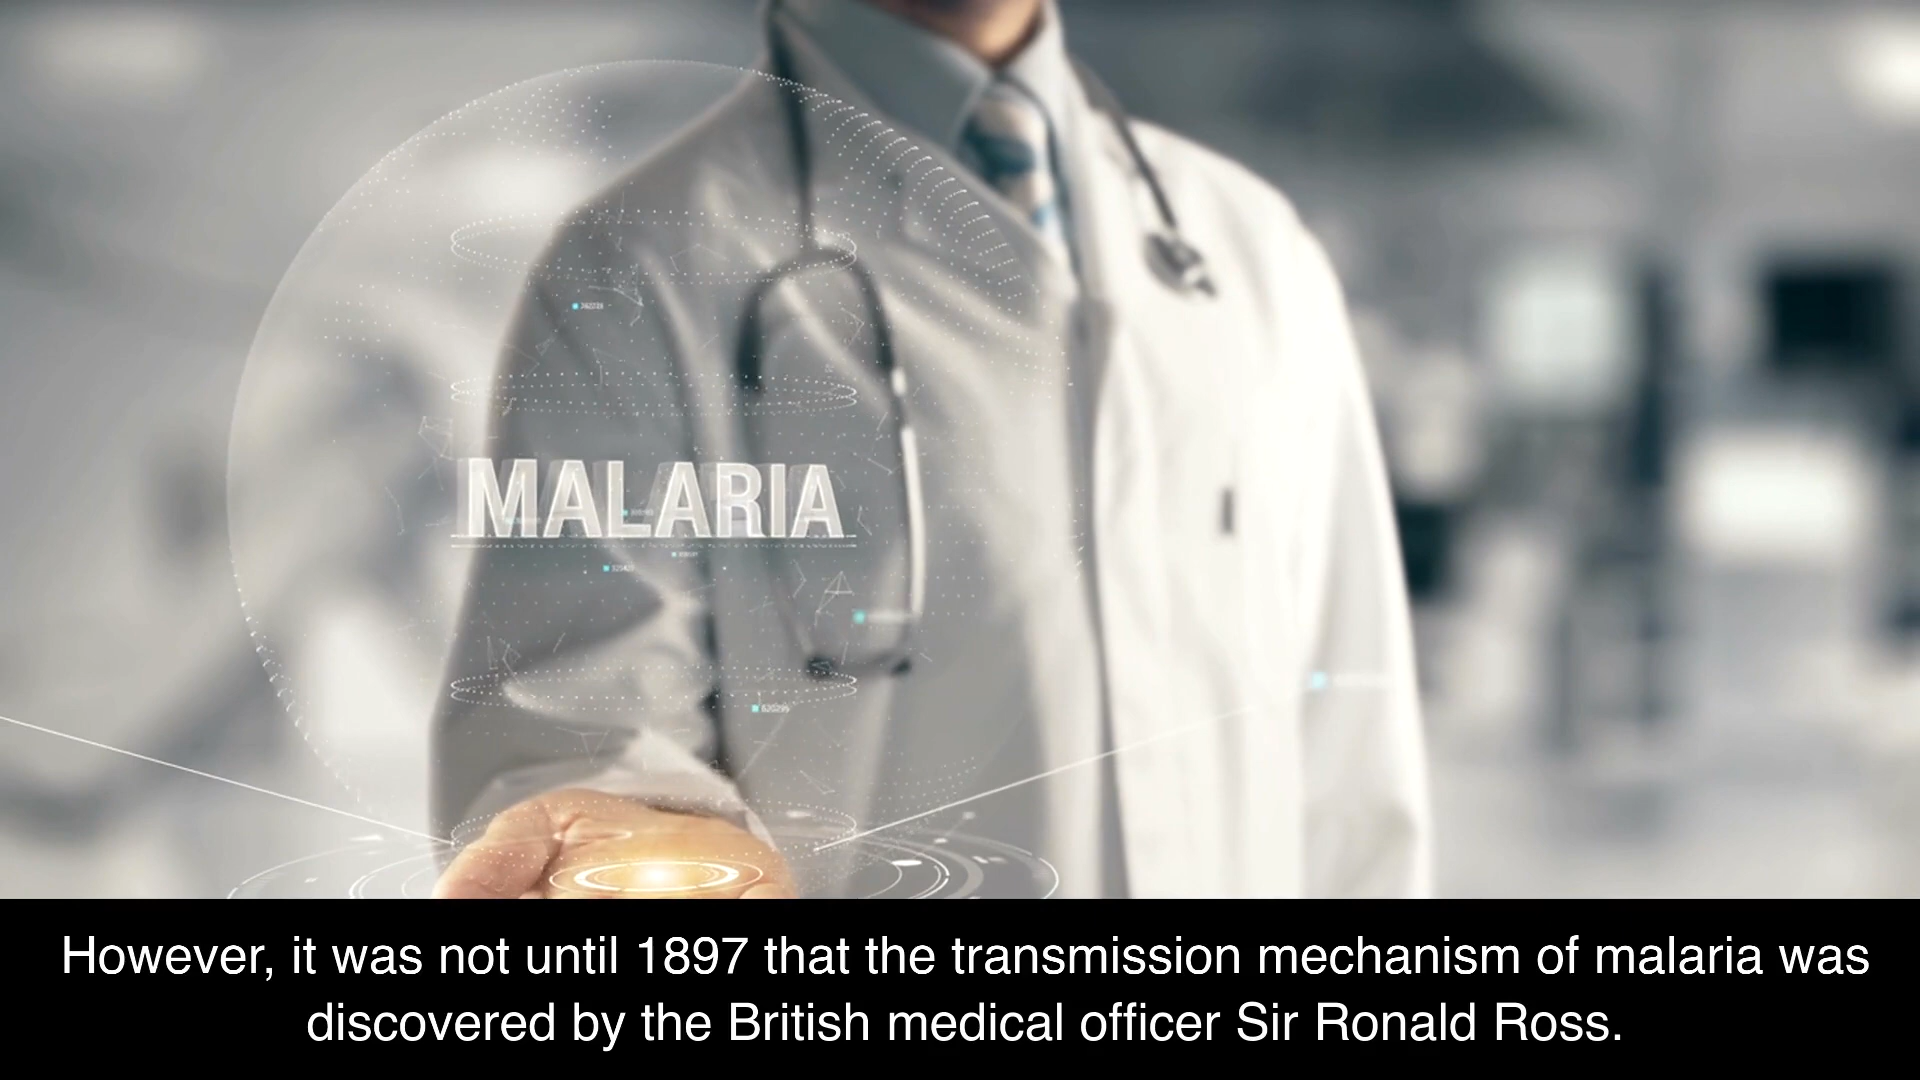 MALARIA
However, it was not until 1897 that the transmission mechanism of malaria was
discovered by the British medical officer Sir Ronald Ross.